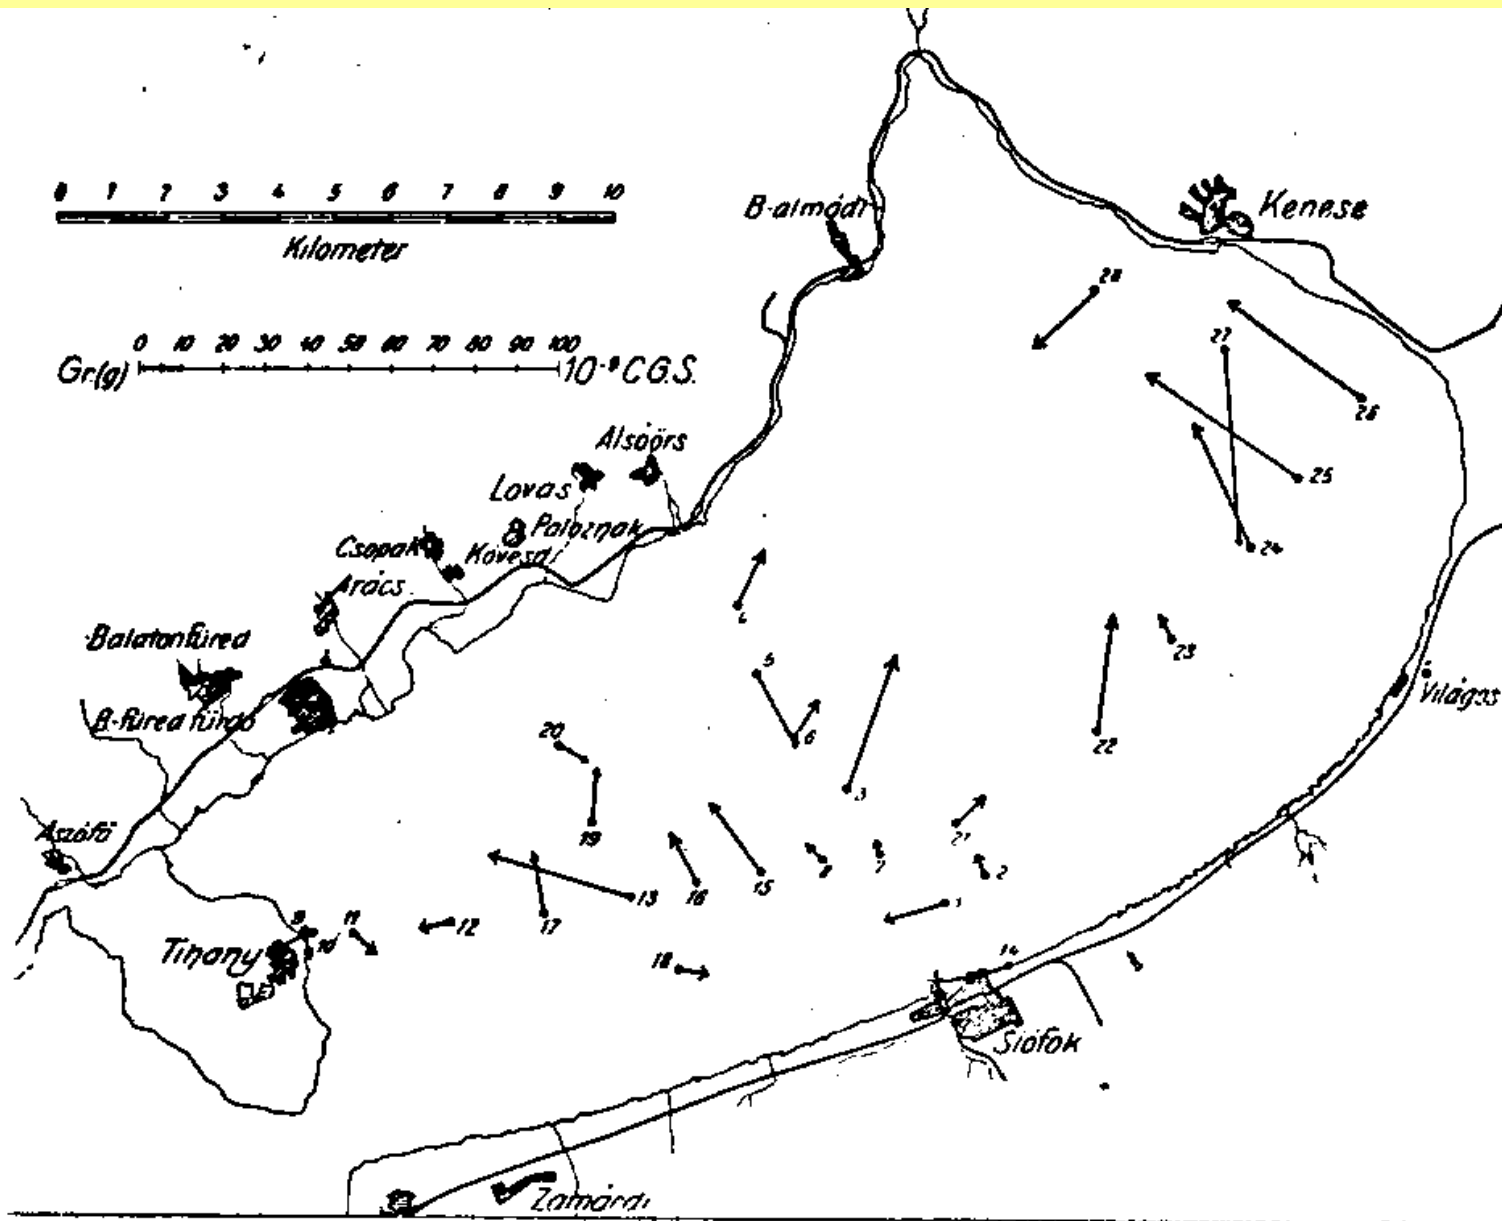 0 1 2 3 4 5 6 7 8 9 10
Kilometer
0 10 20 30 40 50 60 70 80 90 100
Gr.(g) 10⁻⁹ C.G.S.
B-almádi
Kenese
28
27
26
25
24
Alsóörs
Lovas
Paloznak
Csopak
Kövesd
Arács
Balatonfüred
B-füred fürdő
4
5
6
3
23
22
Világos
20
19
21
Aszófő
16
15
8
7
2
13
17
12
1
9
10
11
Tihany
18
14
Siófok
Zamárdi